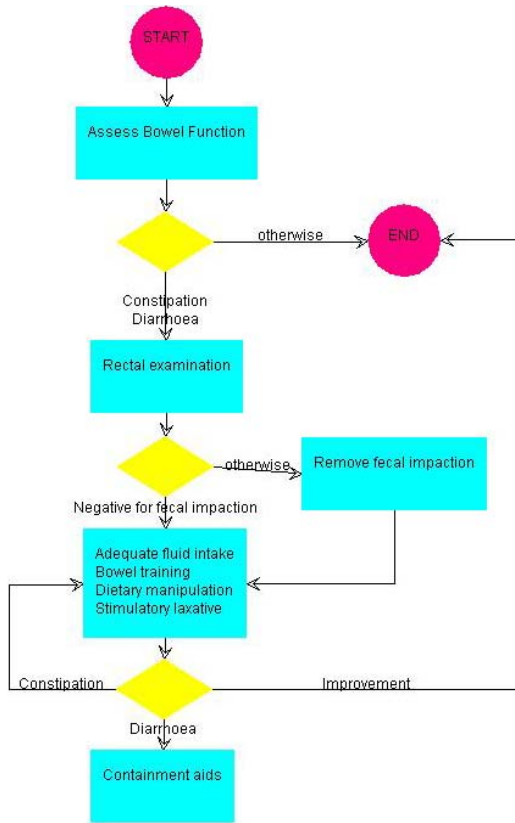 START
Assess Bowel Function
otherwise
END
Constipation
Diarrhoea
Rectal examination
otherwise
Remove fecal impaction
Negative for fecal impaction
Adequate fluid intake
Bowel training
Dietary manipulation
Stimulatory laxative
Constipation
Improvement
Diarrhoea
Containment aids